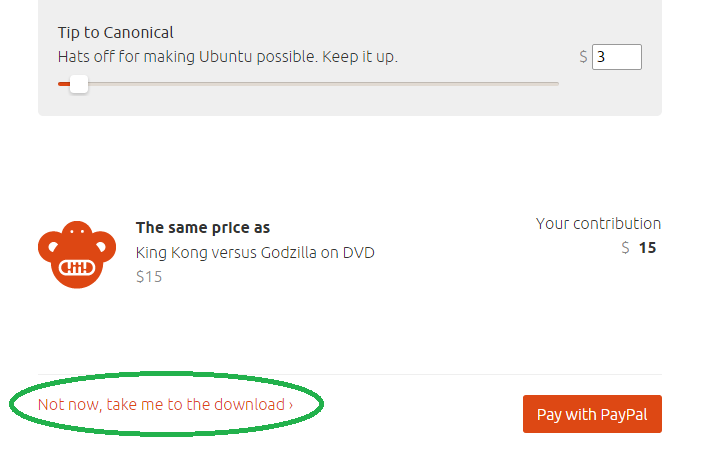 Tip to Canonical
Hats off for making Ubuntu possible. Keep it up.
$ 3
The same price as
King Kong versus Godzilla on DVD
$15
Your contribution
$ 15
Not now, take me to the download ›
Pay with PayPal